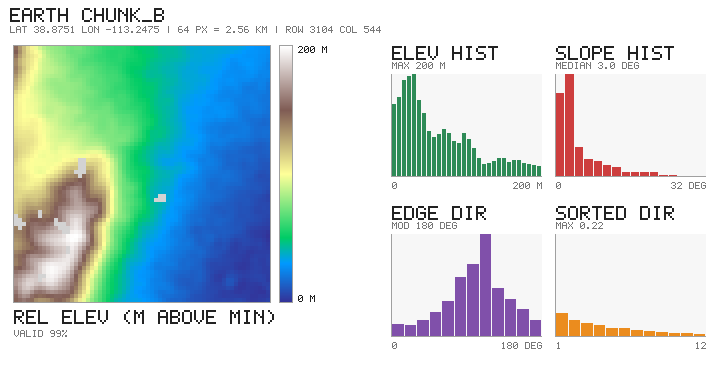 EARTH CHUNK_B
LAT 38.8751 LON -113.2475 | 64 PX = 2.56 KM | ROW 3104 COL 544
200 M
0 M
REL ELEV (M ABOVE MIN)
VALID 99%
ELEV HIST
MAX 200 M
0 200 M
SLOPE HIST
MEDIAN 3.0 DEG
0 32 DEG
EDGE DIR
MOD 180 DEG
0 180 DEG
SORTED DIR
MAX 0.22
1 12